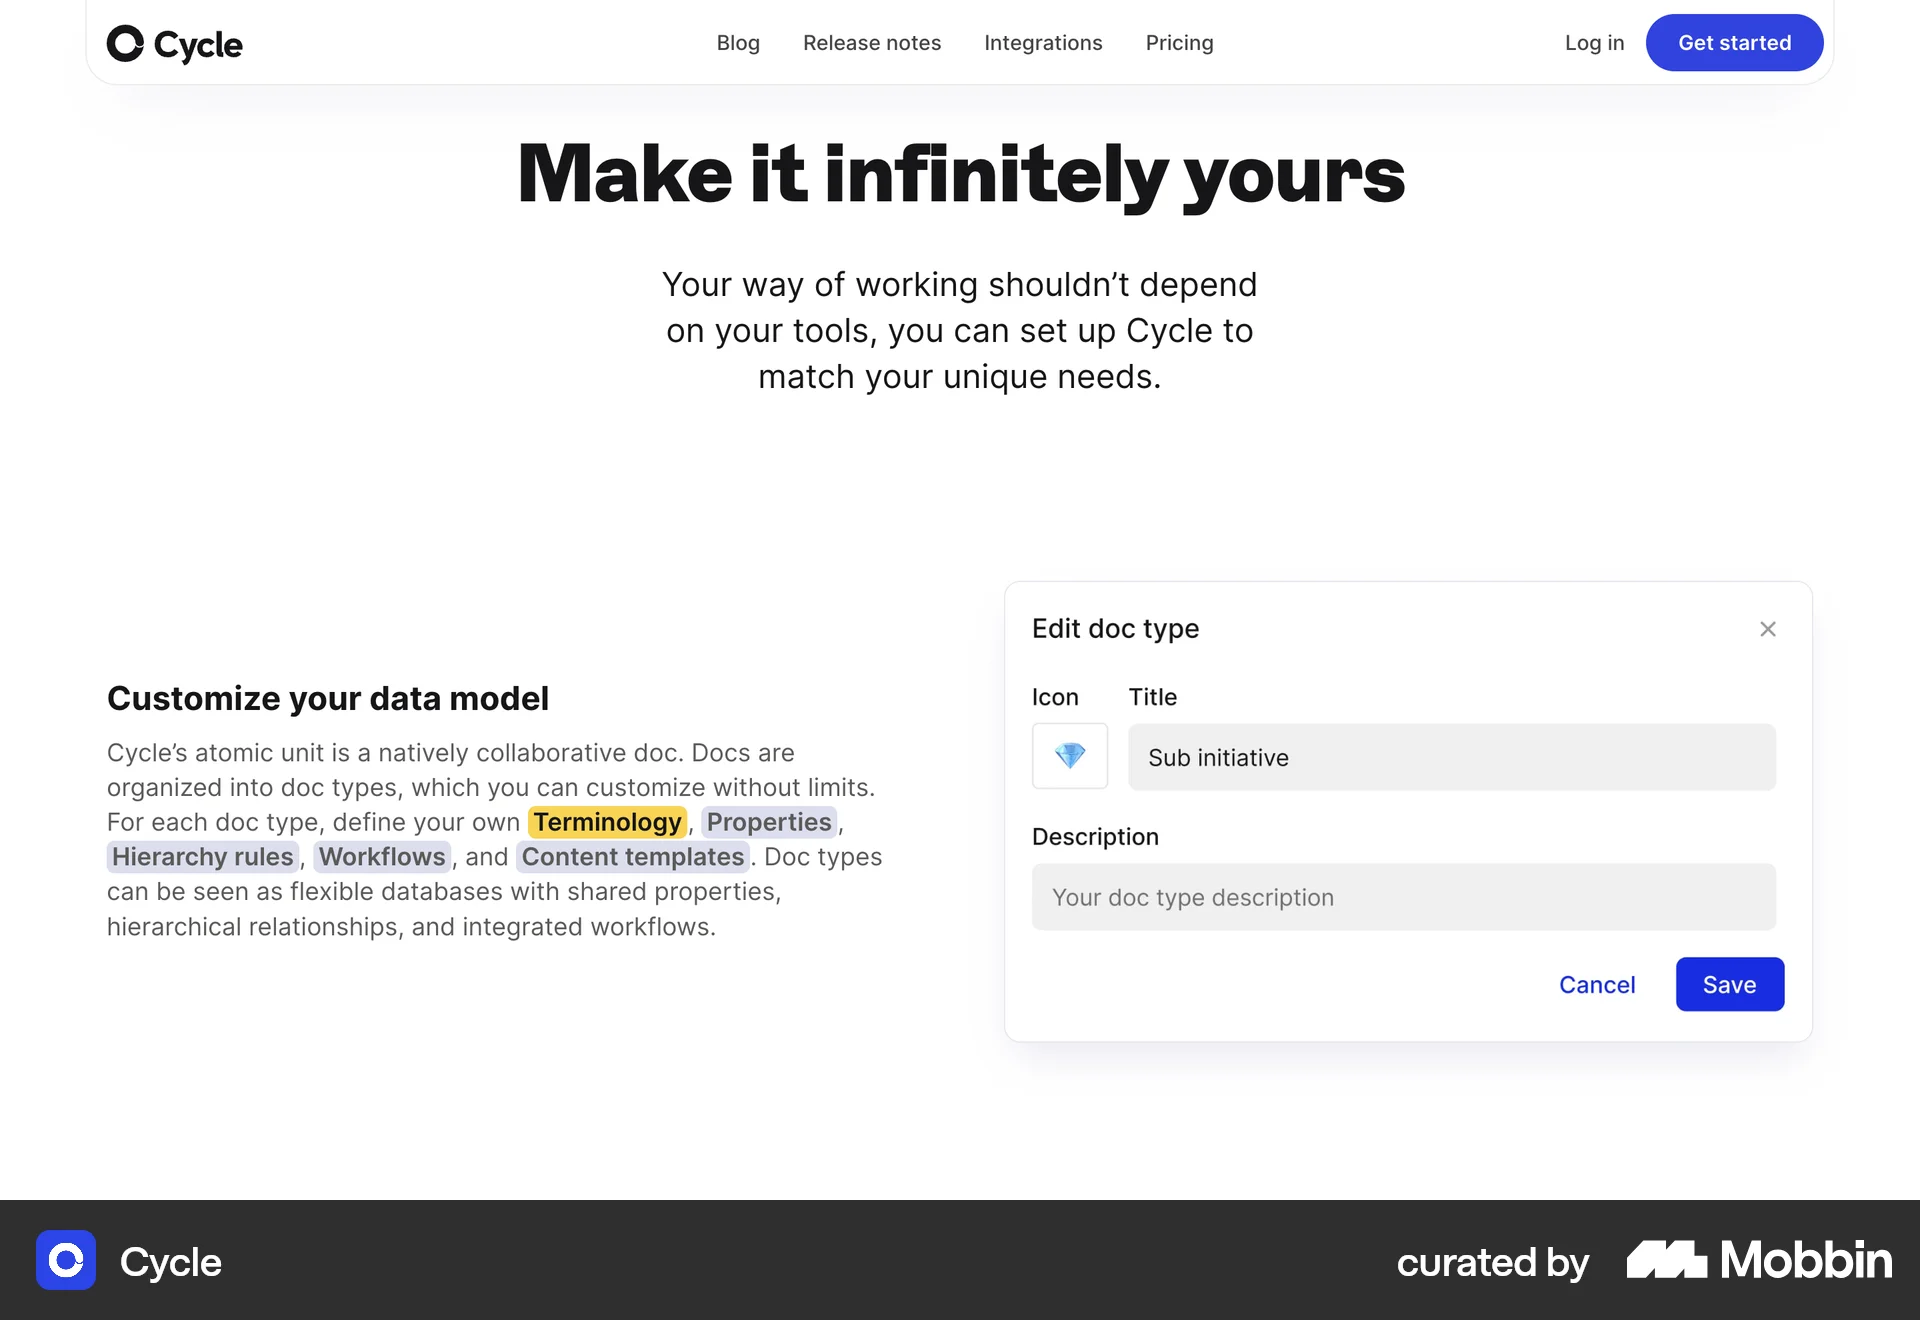 Cycle
Blog
Release notes
Integrations
Pricing
Log in
Get started
Make it infinitely yours
Your way of working shouldn’t depend
on your tools, you can set up Cycle to
match your unique needs.
Customize your data model
Cycle’s atomic unit is a natively collaborative doc. Docs are
organized into doc types, which you can customize without limits.
For each doc type, define your own Terminology, Properties,
Hierarchy rules, Workflows, and Content templates. Doc types
can be seen as flexible databases with shared properties,
hierarchical relationships, and integrated workflows.
Edit doc type
Icon
Title
Sub initiative
Description
Your doc type description
Cancel
Save
Cycle
curated by
Mobbin